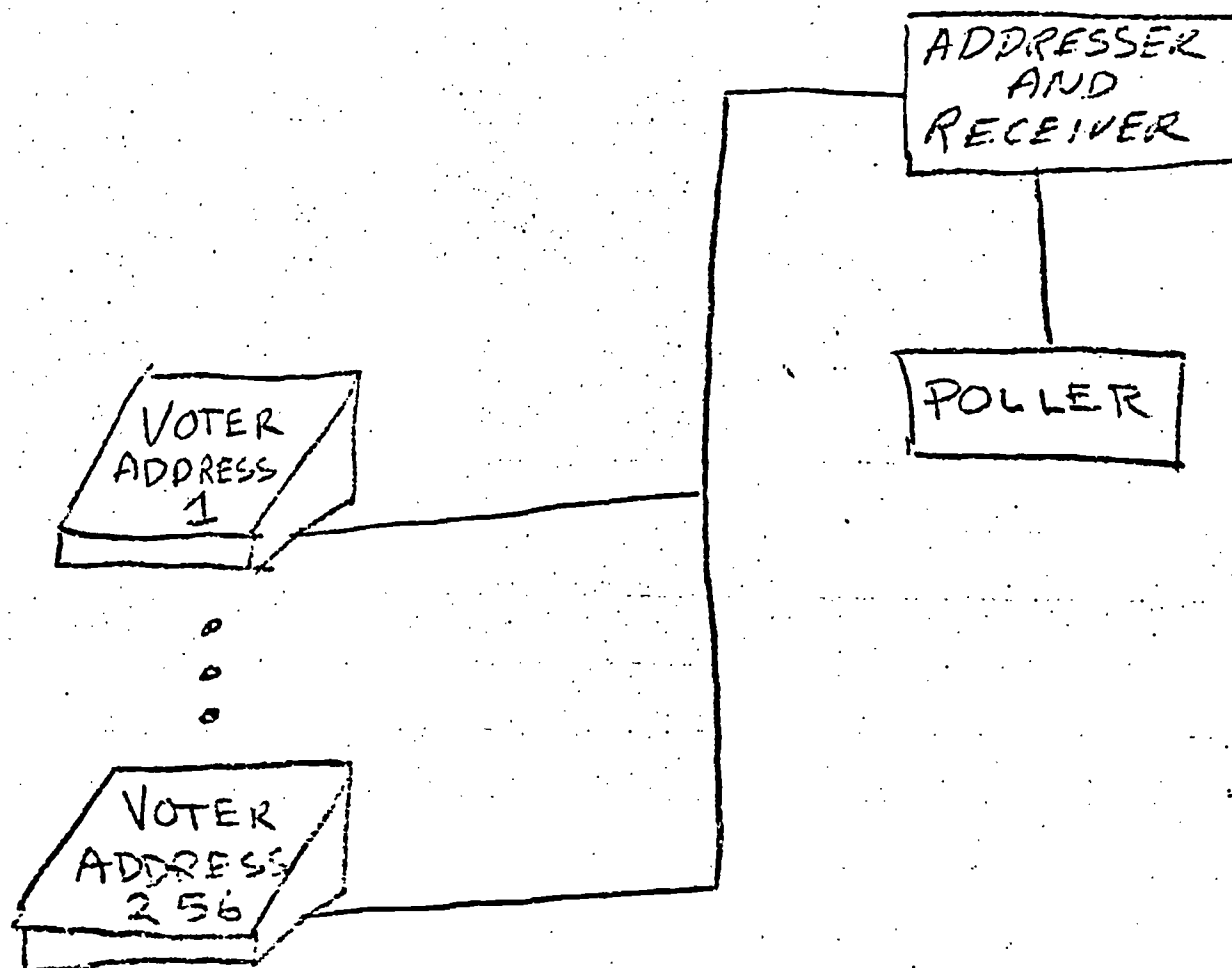 ADDRESSER
AND
RECEIVER
POLLER
VOTER
ADDRESS
1
VOTER
ADDRESS
256